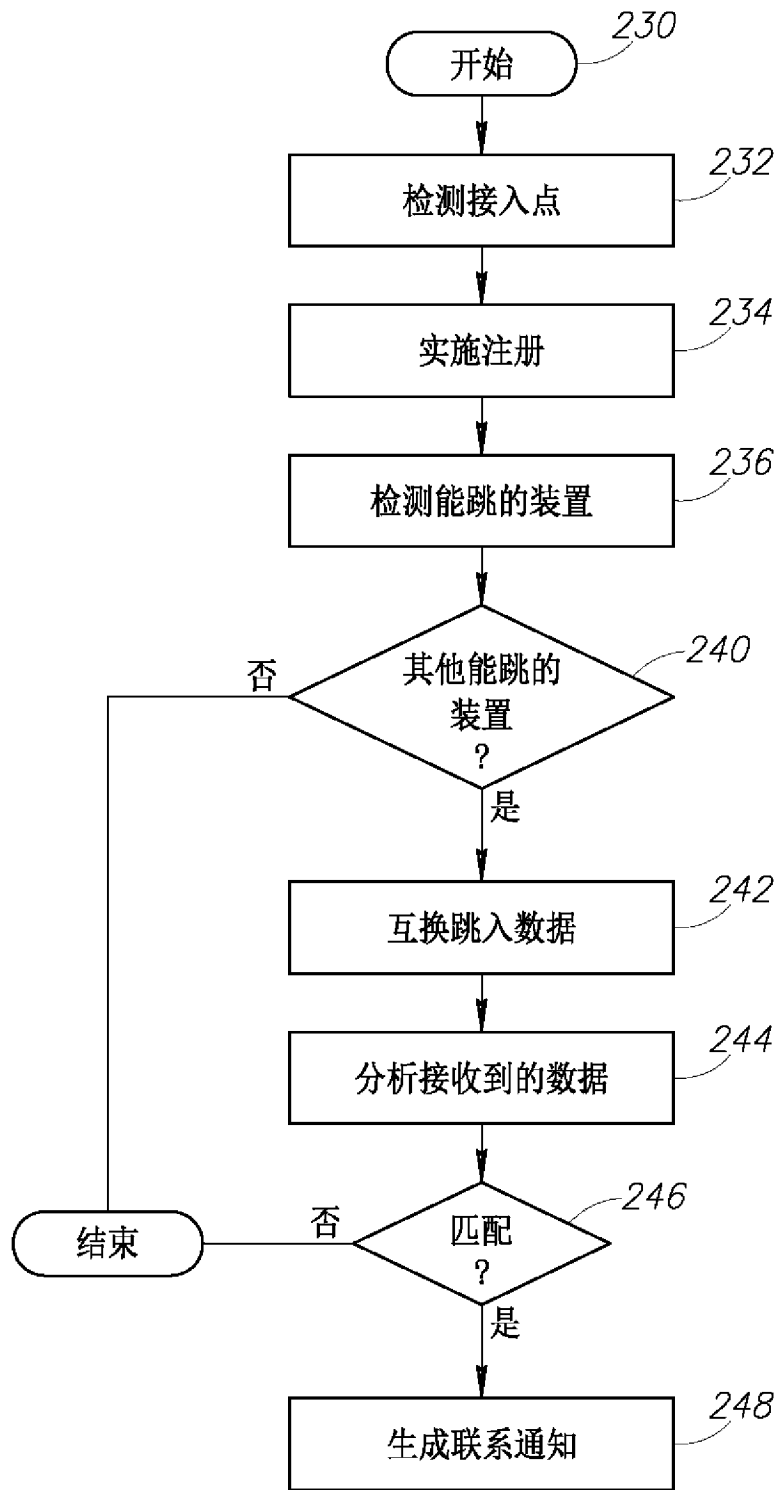 230
开始
232
检测接入点
234
实施注册
236
检测能跳的装置
240
其他能跳的
装置
?
否
是
242
互换跳入数据
244
分析接收到的数据
246
匹配
?
否
结束
是
248
生成联系通知